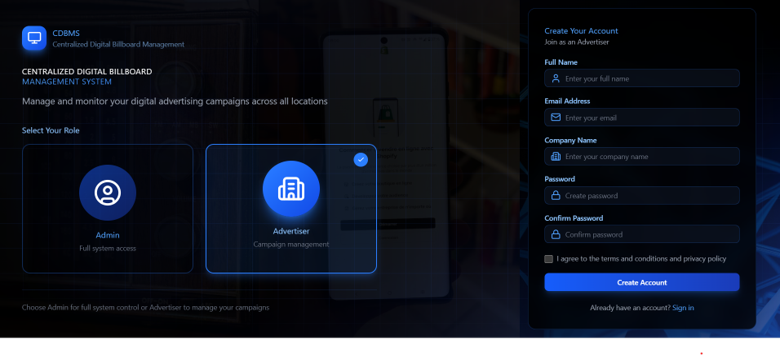 CDBMS
Centralized Digital Billboard Management
CENTRALIZED DIGITAL BILLBOARD
MANAGEMENT SYSTEM
Manage and monitor your digital advertising campaigns across all locations
Select Your Role
Admin
Full system access
Advertiser
Campaign management
Choose Admin for full system control or Advertiser to manage your campaigns
Create Your Account
Join as an Advertiser
Full Name
Enter your full name
Email Address
Enter your email
Company Name
Enter your company name
Password
Create password
Confirm Password
Confirm password
I agree to the terms and conditions and privacy policy
Create Account
Already have an account? Sign in